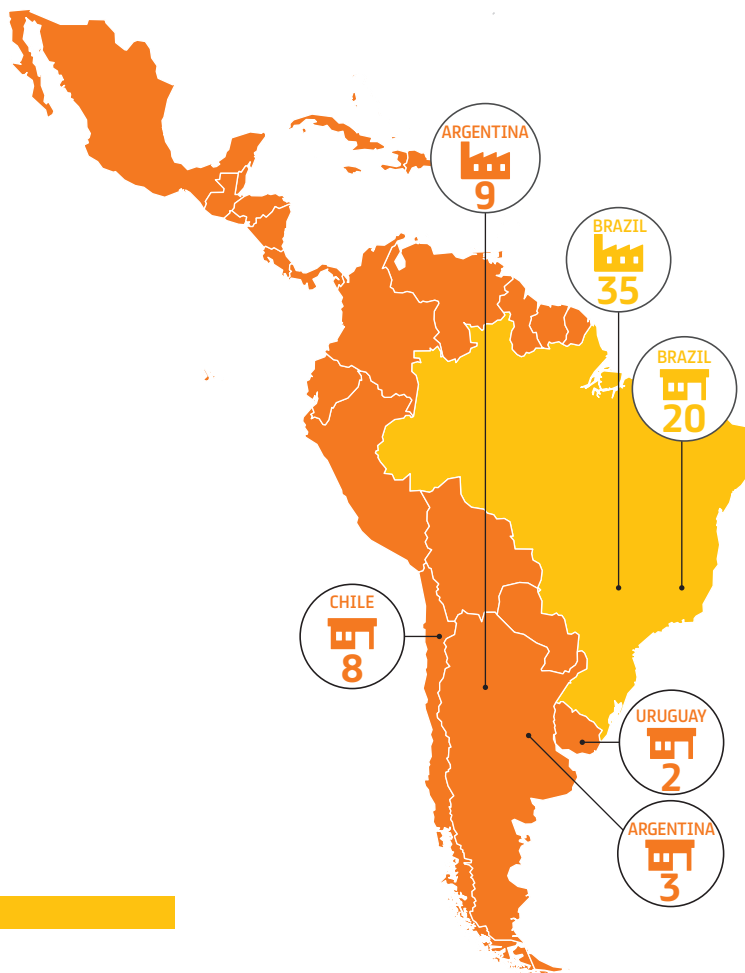 ARGENTINA
9
BRAZIL
35
BRAZIL
20
CHILE
8
URUGUAY
2
ARGENTINA
3